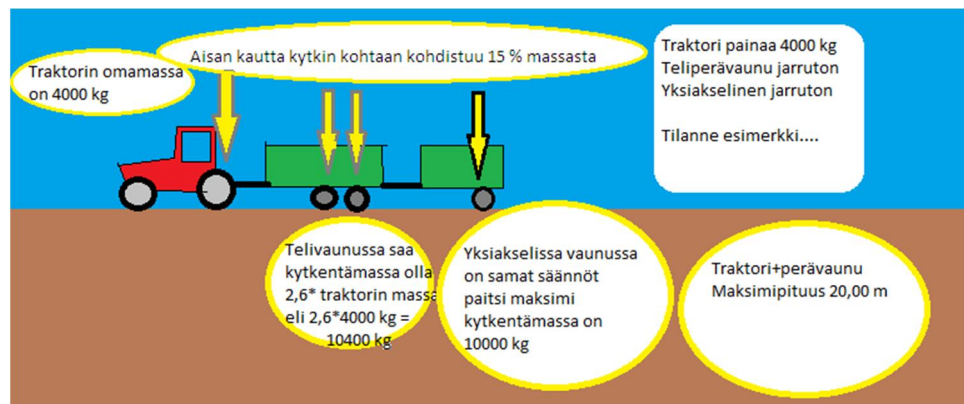 Aisan kautta kytkin kohtaan kohdistuu 15 % massasta
Traktorin omamassa
on 4000 kg
Traktori painaa 4000 kg
Teliperävaunu jarruton
Yksiakselinen jarruton
Tilanne esimerkki....
Telivaunussa saa
kytkentämassa olla
2,6* traktorin massa
eli 2,6*4000 kg =
10400 kg
Yksiakselissa vaunussa
on samat säännöt
paitsi maksimi
kytkentämassa on
10000 kg
Traktori+perävaunu
Maksimipituus 20,00 m